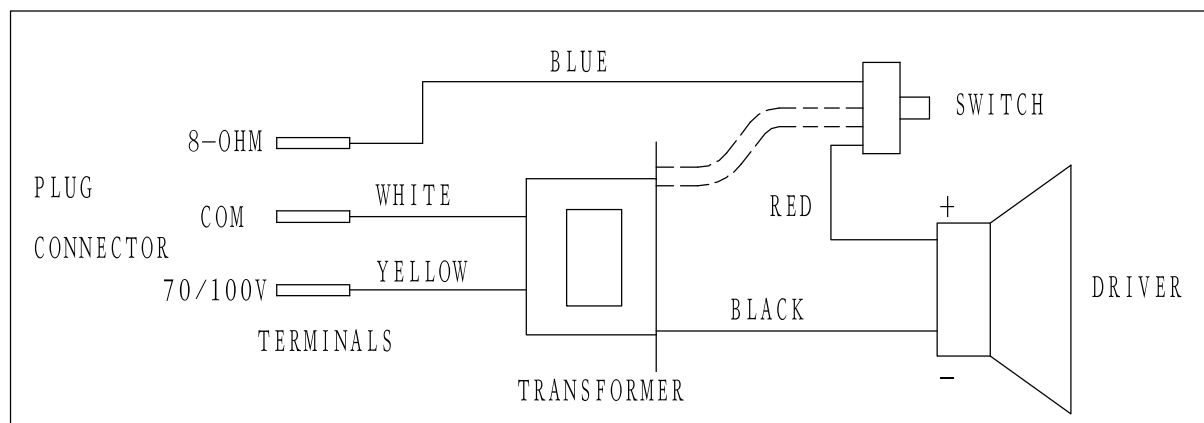 BLUE
SWITCH
8-OHM
PLUG
CONNECTOR
WHITE
COM
RED
+
YELLOW
70/100V
DRIVER
BLACK
TERMINALS
-
TRANSFORMER